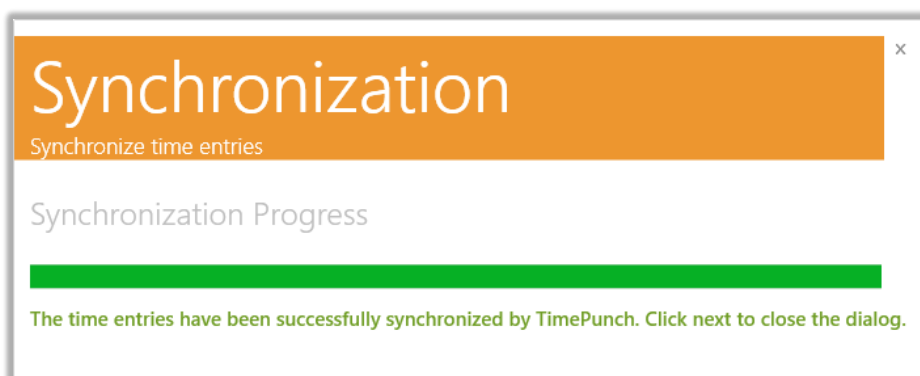 Synchronization
×
Synchronize time entries
Synchronization Progress
The time entries have been successfully synchronized by TimePunch. Click next to close the dialog.